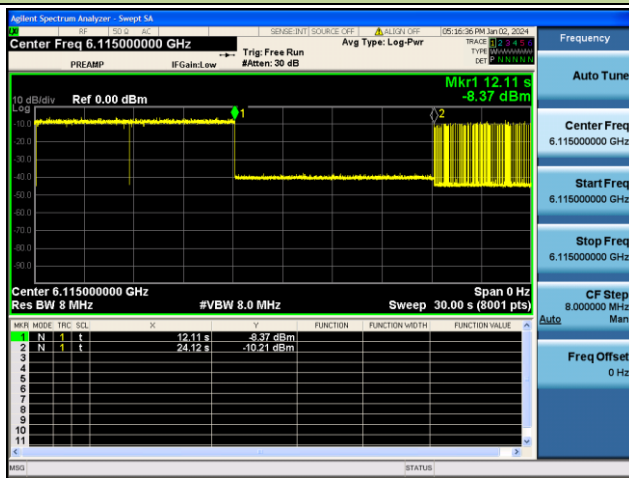 Agilent Spectrum Analyzer - Swept SA
RF 50 Ω AC SENSE:INT SOURCE OFF ALIGN OFF 05:16:36 PM Jan 02, 2024
Center Freq 6.115000000 GHz
Avg Type: Log-Pwr
TRACE 1 2 3 4 5 6
TYPE
DET P N N N N N
PREAMP
IFGain:Low
Trig: Free Run
#Atten: 30 dB
Mkr1 12.11 s
-8.37 dBm
10 dB/div
Log
Ref 0.00 dBm
1
2
-10.0
-20.0
-30.0
-40.0
-50.0
-60.0
-70.0
-80.0
-90.0
Center 6.115000000 GHz
Span 0 Hz
Res BW 8 MHz
#VBW 8.0 MHz
Sweep 30.00 s (8001 pts)
MKR MODE TRC SCL X Y FUNCTION FUNCTION WIDTH FUNCTION VALUE
1 N 1 t 12.11 s -8.37 dBm
2 N 1 t 24.12 s -10.21 dBm
3
4
5
6
7
8
9
10
11
MSG
STATUS
Frequency
Auto Tune
Center Freq
6.115000000 GHz
Start Freq
6.115000000 GHz
Stop Freq
6.115000000 GHz
CF Step
8.000000 MHz
Auto Man
Freq Offset
0 Hz